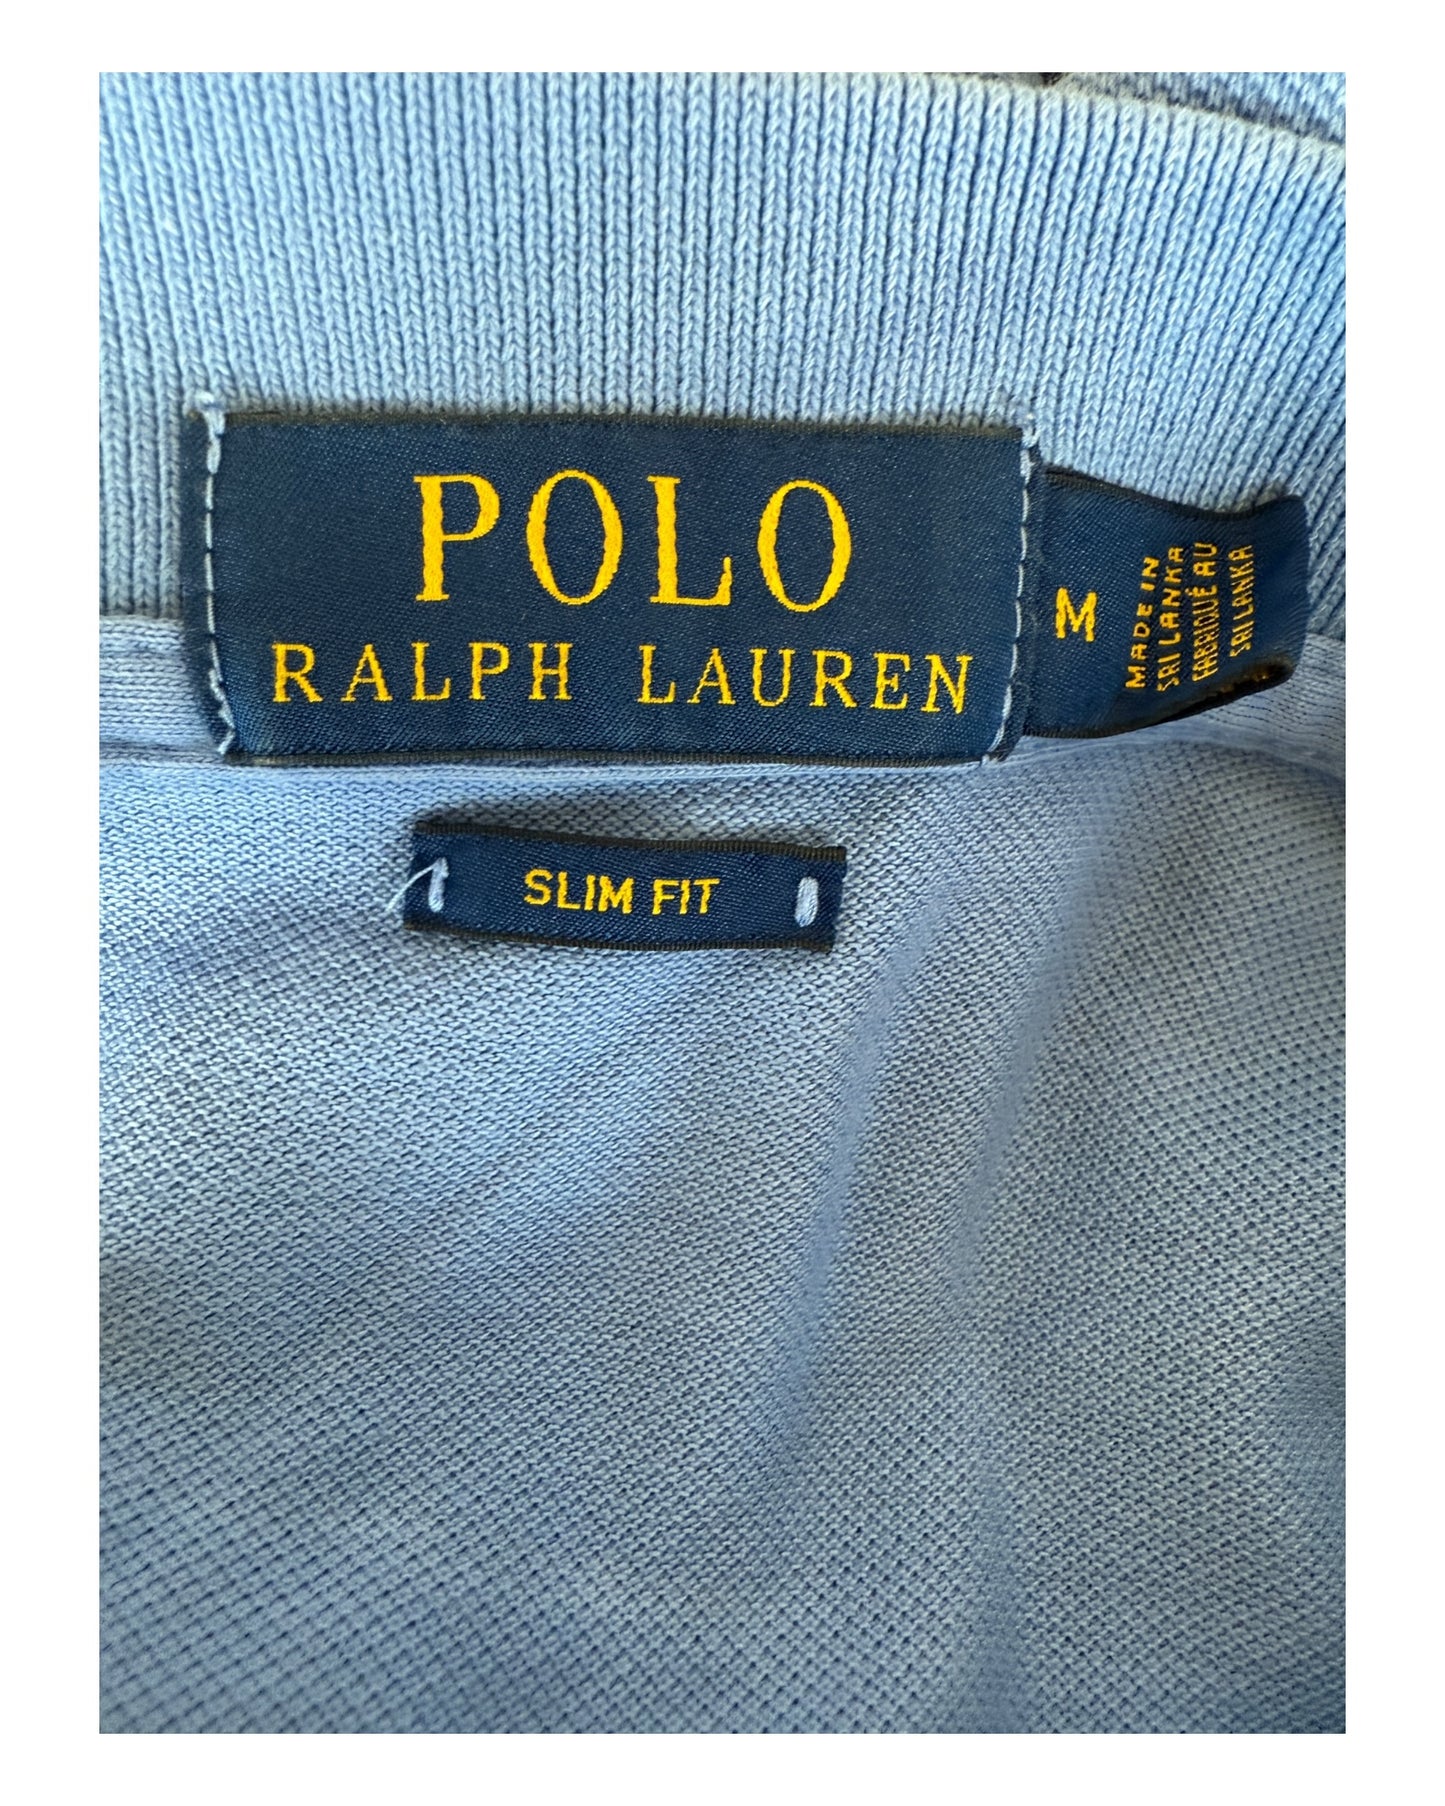 POLO
RALPH LAUREN
M
MADE IN
SRI LANKA
FABRIQUÉ AU
SRI LANKA
SLIM FIT